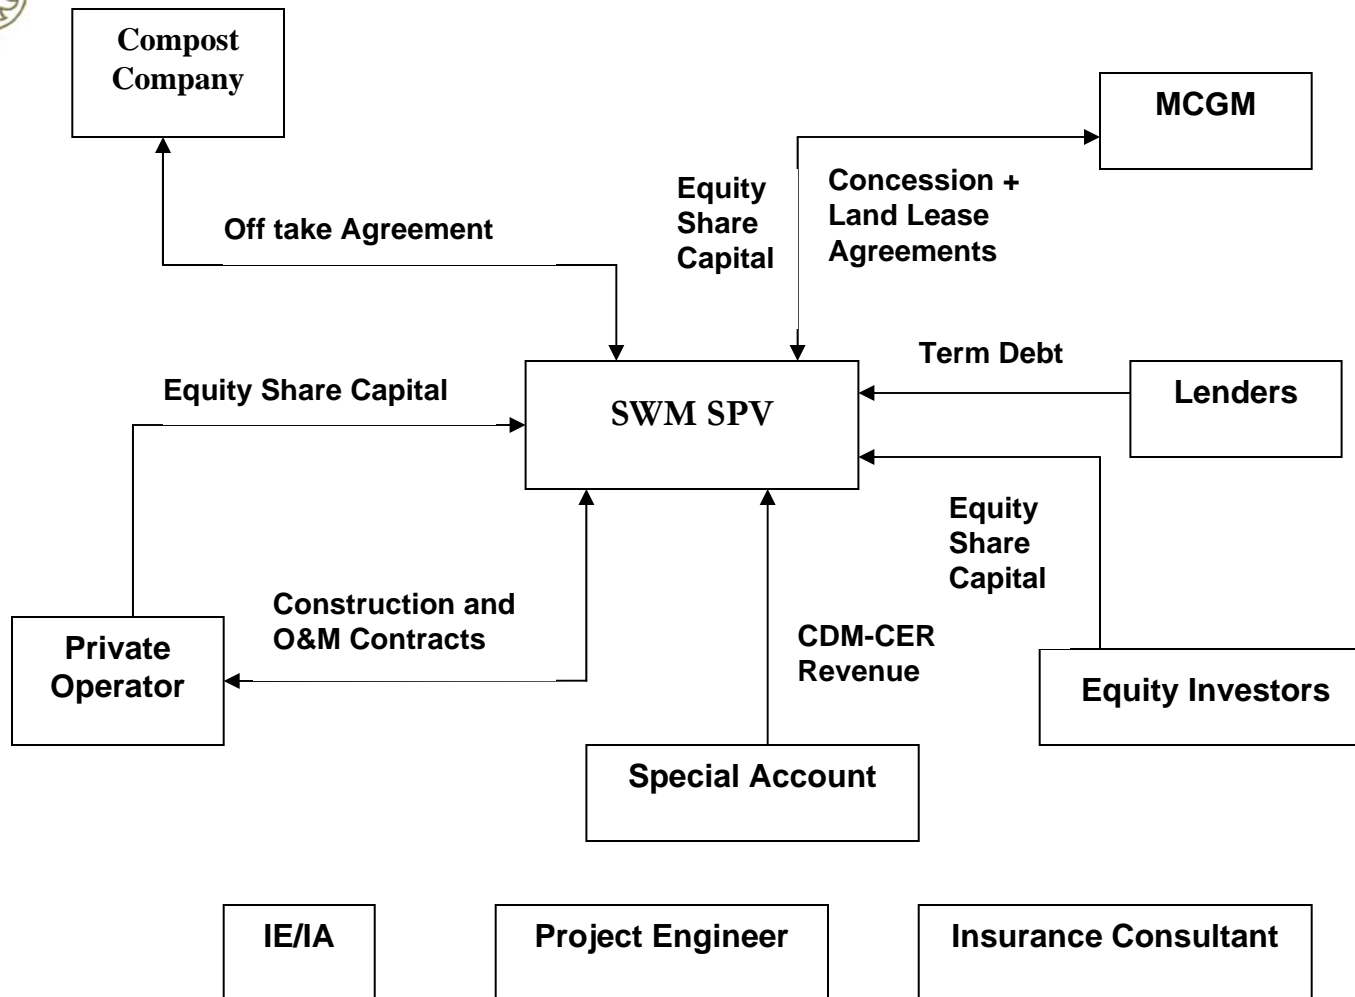 Compost
Company
MCGM
Equity
Share
Capital
Concession +
Land Lease
Agreements
Off take Agreement
Term Debt
Equity Share Capital
SWM SPV
Lenders
Equity
Share
Capital
Construction and
O&M Contracts
Private
Operator
CDM-CER
Revenue
Equity Investors
Special Account
IE/IA
Project Engineer
Insurance Consultant